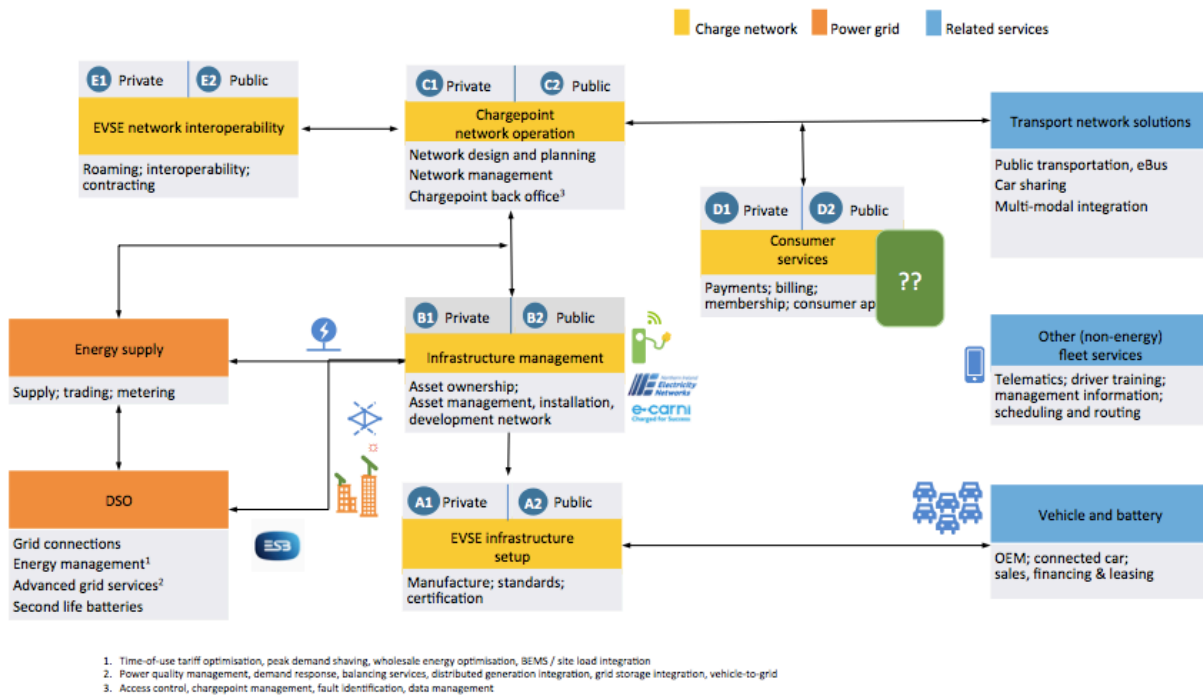 Charge network
Power grid
Related services
E1 Private
E2 Public
EVSE network interoperability
Roaming; interoperability;
contracting
C1 Private
C2 Public
Chargepoint
network operation
Network design and planning
Network management
Chargepoint back office³
Transport network solutions
Public transportation, eBus
Car sharing
Multi-modal integration
D1 Private
D2 Public
Consumer
services
Payments; billing;
membership; consumer ap
??
B1 Private
B2 Public
Infrastructure management
Asset ownership;
Asset management, installation,
development network
Northern Ireland
Electricity
Networks
e-carni
Charged for Success
Energy supply
Supply; trading; metering
Other (non-energy)
fleet services
Telematics; driver training;
management information;
scheduling and routing
DSO
Grid connections
Energy management¹
Advanced grid services²
Second life batteries
ESB
A1 Private
A2 Public
EVSE infrastructure
setup
Manufacture; standards;
certification
Vehicle and battery
OEM; connected car;
sales, financing & leasing
1. Time-of-use tariff optimisation, peak demand shaving, wholesale energy optimisation, BEMS / site load integration
2. Power quality management, demand response, balancing services, distributed generation integration, grid storage integration, vehicle-to-grid
3. Access control, chargepoint management, fault identification, data management